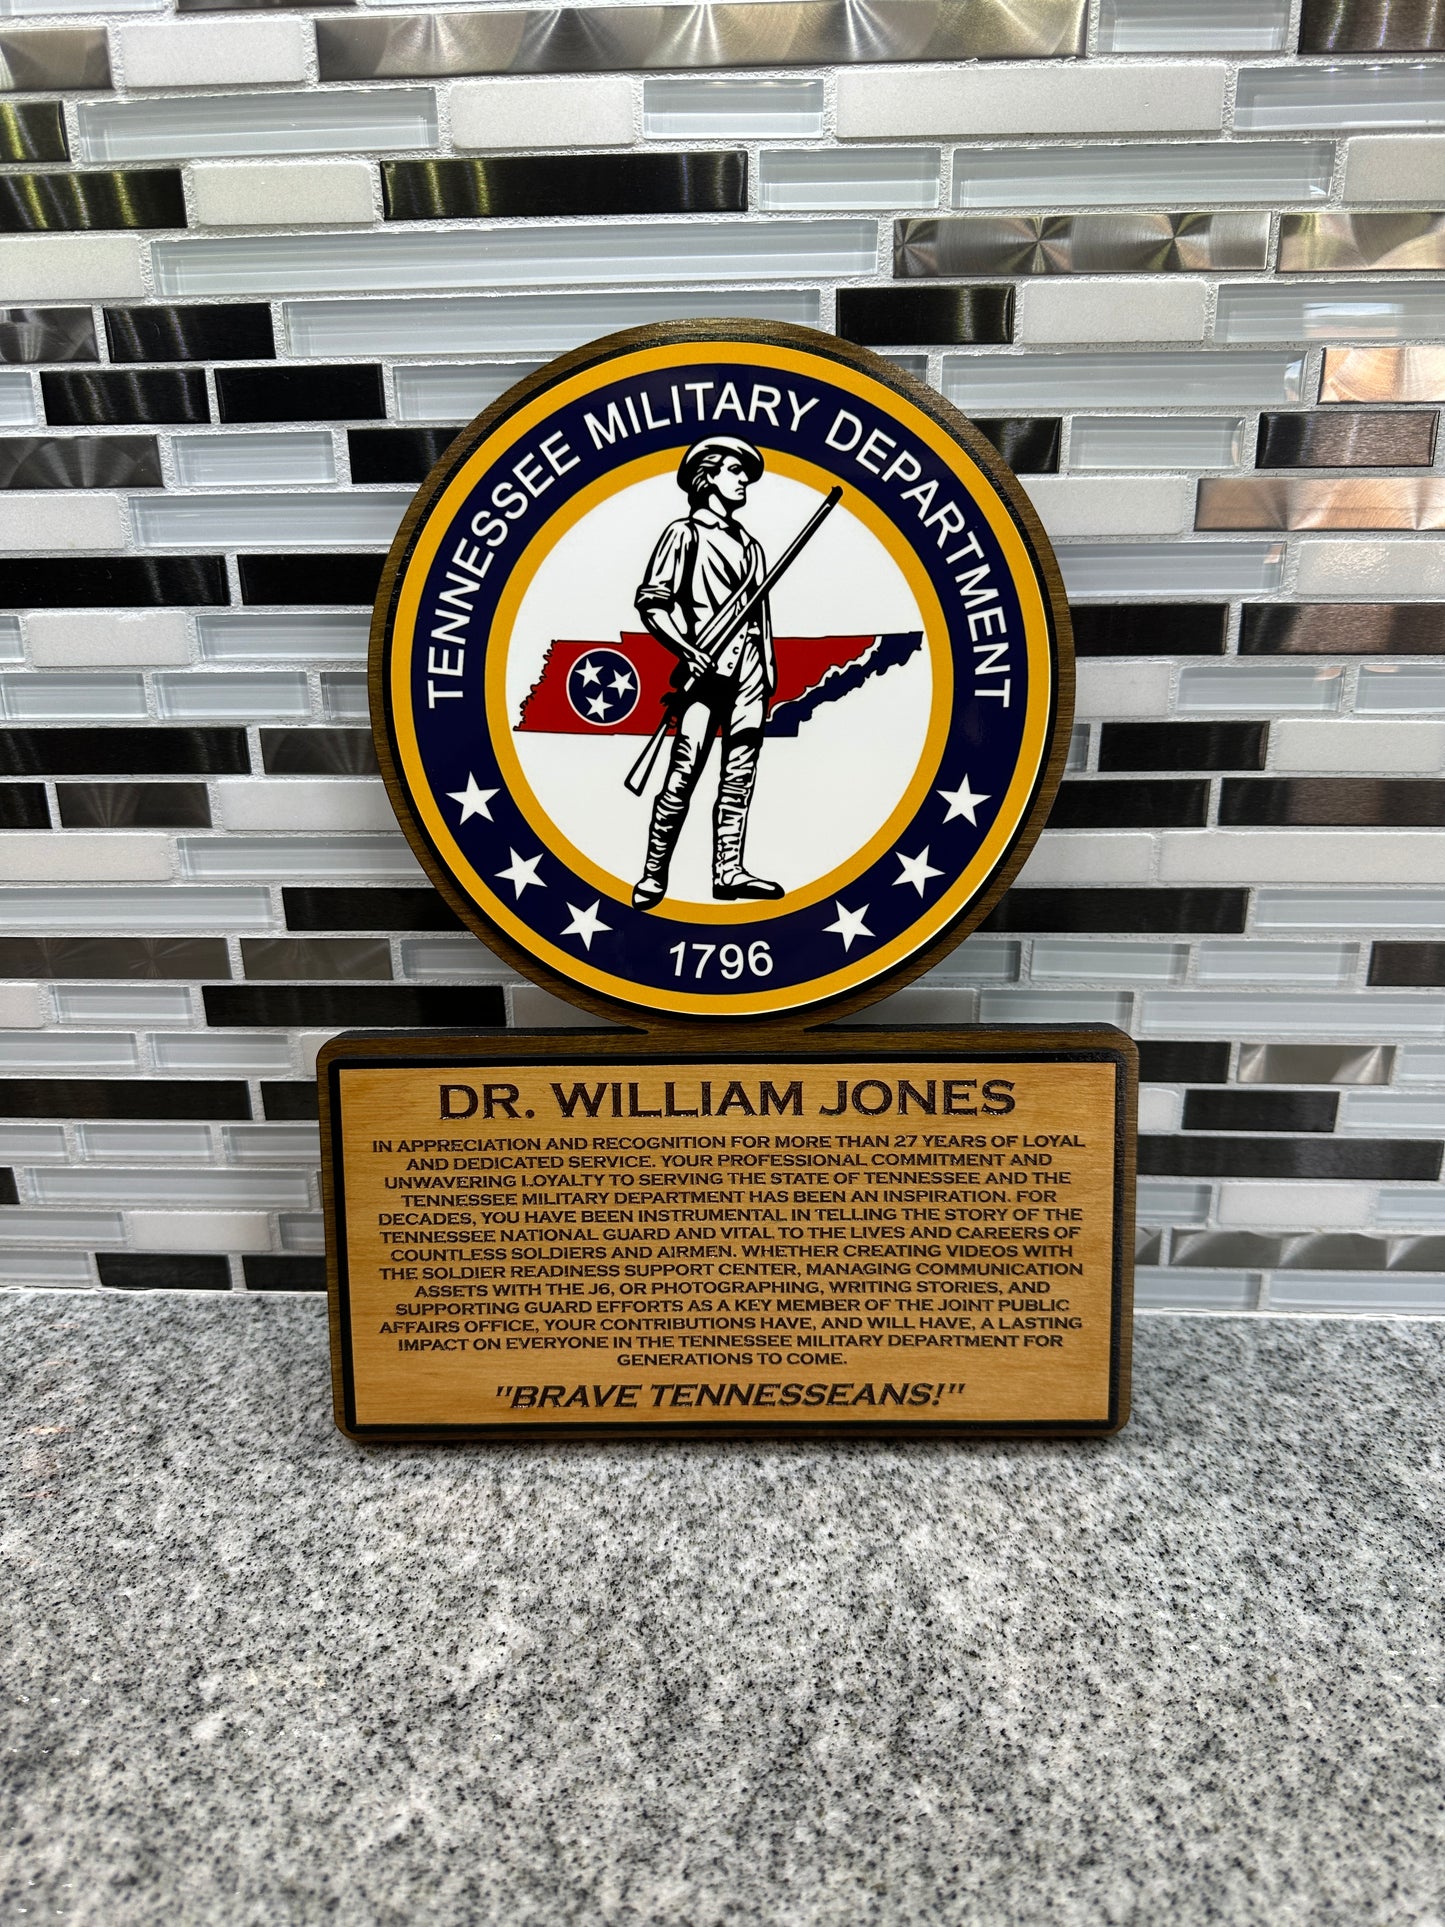 TENNESSEE MILITARY DEPARTMENT
1796
DR. WILLIAM JONES
IN APPRECIATION AND RECOGNITION FOR MORE THAN 27 YEARS OF LOYAL
AND DEDICATED SERVICE. YOUR PROFESSIONAL COMMITMENT AND
UNWAVERING LOYALTY TO SERVING THE STATE OF TENNESSEE AND THE
TENNESSEE MILITARY DEPARTMENT HAS BEEN AN INSPIRATION. FOR
DECADES, YOU HAVE BEEN INSTRUMENTAL IN TELLING THE STORY OF THE
TENNESSEE NATIONAL GUARD AND VITAL TO THE LIVES AND CAREERS OF
COUNTLESS SOLDIERS AND AIRMEN. WHETHER CREATING VIDEOS WITH
THE SOLDIER READINESS SUPPORT CENTER, MANAGING COMMUNICATION
ASSETS WITH THE J6, OR PHOTOGRAPHING, WRITING STORIES, AND
SUPPORTING GUARD EFFORTS AS A KEY MEMBER OF THE JOINT PUBLIC
AFFAIRS OFFICE, YOUR CONTRIBUTIONS HAVE, AND WILL HAVE, A LASTING
IMPACT ON EVERYONE IN THE TENNESSEE MILITARY DEPARTMENT FOR
GENERATIONS TO COME.
"BRAVE TENNESSEANS!"